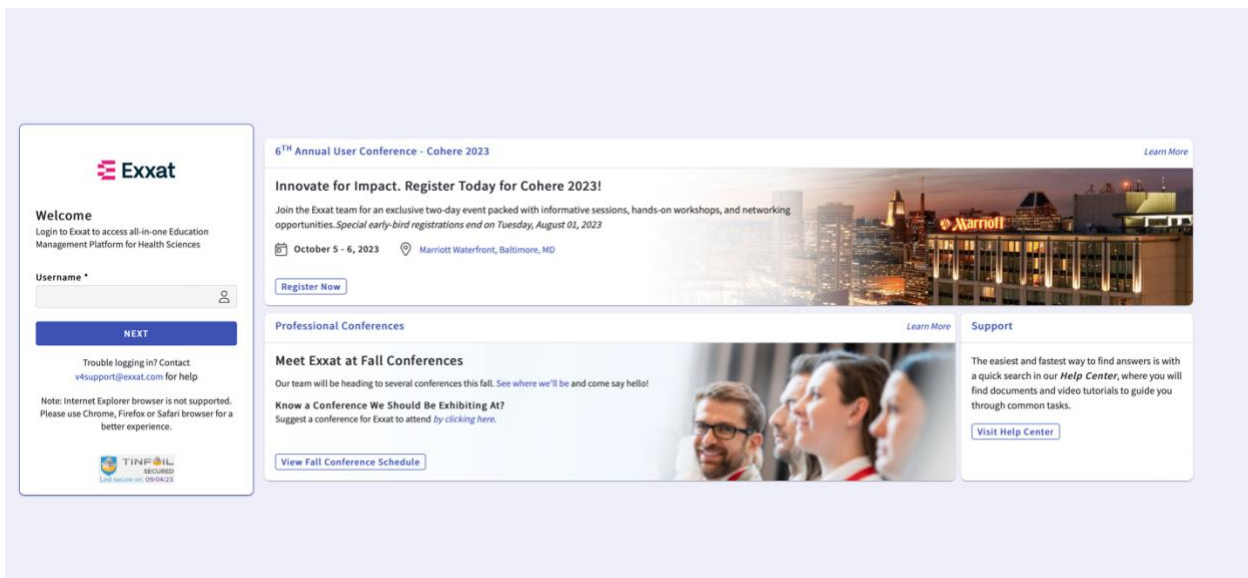 Exxat
Welcome
Login to Exxat to access all-in-one Education
Management Platform for Health Sciences
Username *
NEXT
Trouble logging in? Contact
v4support@exxat.com for help
Note: Internet Explorer browser is not supported.
Please use Chrome, Firefox or Safari browser for a
better experience.
TINFOIL
SECURED
Last secure on: 09/04/23
6TH Annual User Conference - Cohere 2023
Learn More
Innovate for Impact. Register Today for Cohere 2023!
Join the Exxat team for an exclusive two-day event packed with informative sessions, hands-on workshops, and networking
opportunities.Special early-bird registrations end on Tuesday, August 01, 2023
October 5 - 6, 2023 Marriott Waterfront, Baltimore, MD
Register Now
Marriott
Professional Conferences
Learn More
Meet Exxat at Fall Conferences
Our team will be heading to several conferences this fall. See where we'll be and come say hello!
Know a Conference We Should Be Exhibiting At?
Suggest a conference for Exxat to attend by clicking here.
View Fall Conference Schedule
Support
The easiest and fastest way to find answers is with
a quick search in our Help Center, where you will
find documents and video tutorials to guide you
through common tasks.
Visit Help Center